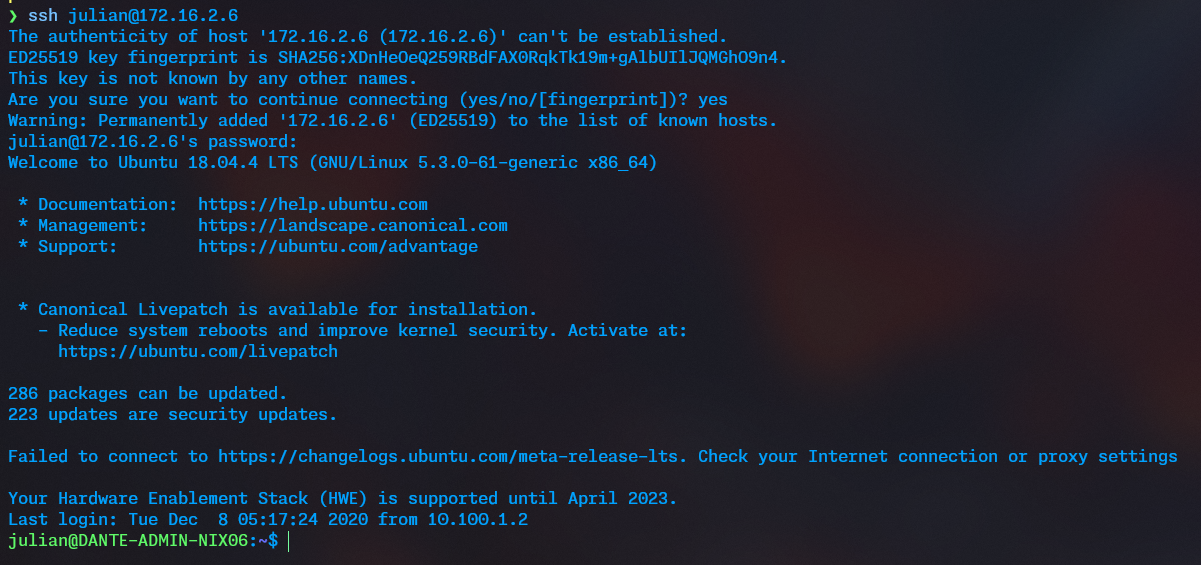 ❯ ssh julian@172.16.2.6
The authenticity of host '172.16.2.6 (172.16.2.6)' can't be established.
ED25519 key fingerprint is SHA256:XDnHeOeQ259RBdFAX0RqkTk19m+gAlbUIlJQMGhO9n4.
This key is not known by any other names.
Are you sure you want to continue connecting (yes/no/[fingerprint])? yes
Warning: Permanently added '172.16.2.6' (ED25519) to the list of known hosts.
julian@172.16.2.6's password:
Welcome to Ubuntu 18.04.4 LTS (GNU/Linux 5.3.0-61-generic x86_64)
* Documentation:  https://help.ubuntu.com
* Management:     https://landscape.canonical.com
* Support:        https://ubuntu.com/advantage
* Canonical Livepatch is available for installation.
- Reduce system reboots and improve kernel security. Activate at:
https://ubuntu.com/livepatch
286 packages can be updated.
223 updates are security updates.
Failed to connect to https://changelogs.ubuntu.com/meta-release-lts. Check your Internet connection or proxy settings
Your Hardware Enablement Stack (HWE) is supported until April 2023.
Last login: Tue Dec  8 05:17:24 2020 from 10.100.1.2
julian@DANTE-ADMIN-NIX06:~$